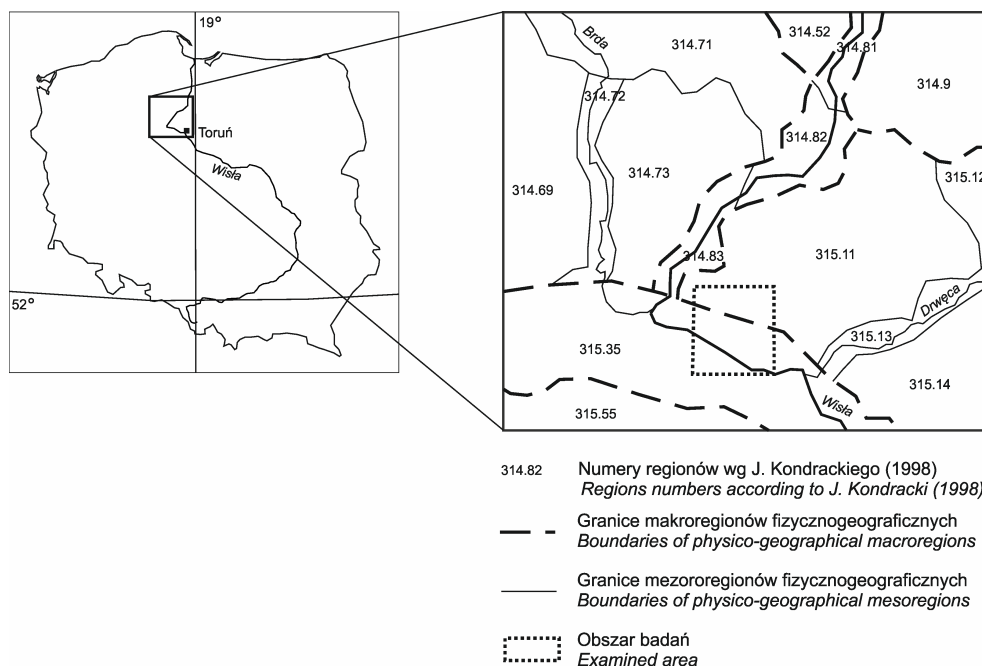 19°
Toruń
Wisła
52°
Brda
314.71
314.52
314.81
314.9
314.72
314.82
314.69
314.73
315.12
314.83
315.11
Drwęca
315.13
315.35
315.14
Wisła
315.55
314.82 Numery regionów wg J. Kondrackiego (1998)
Regions numbers according to J. Kondracki (1998)
Granice makroregionów fizycznogeograficznych
Boundaries of physico-geographical macroregions
Granice mezororegionów fizycznogeograficznych
Boundaries of physico-geographical mesoregions
Obszar badań
Examined area